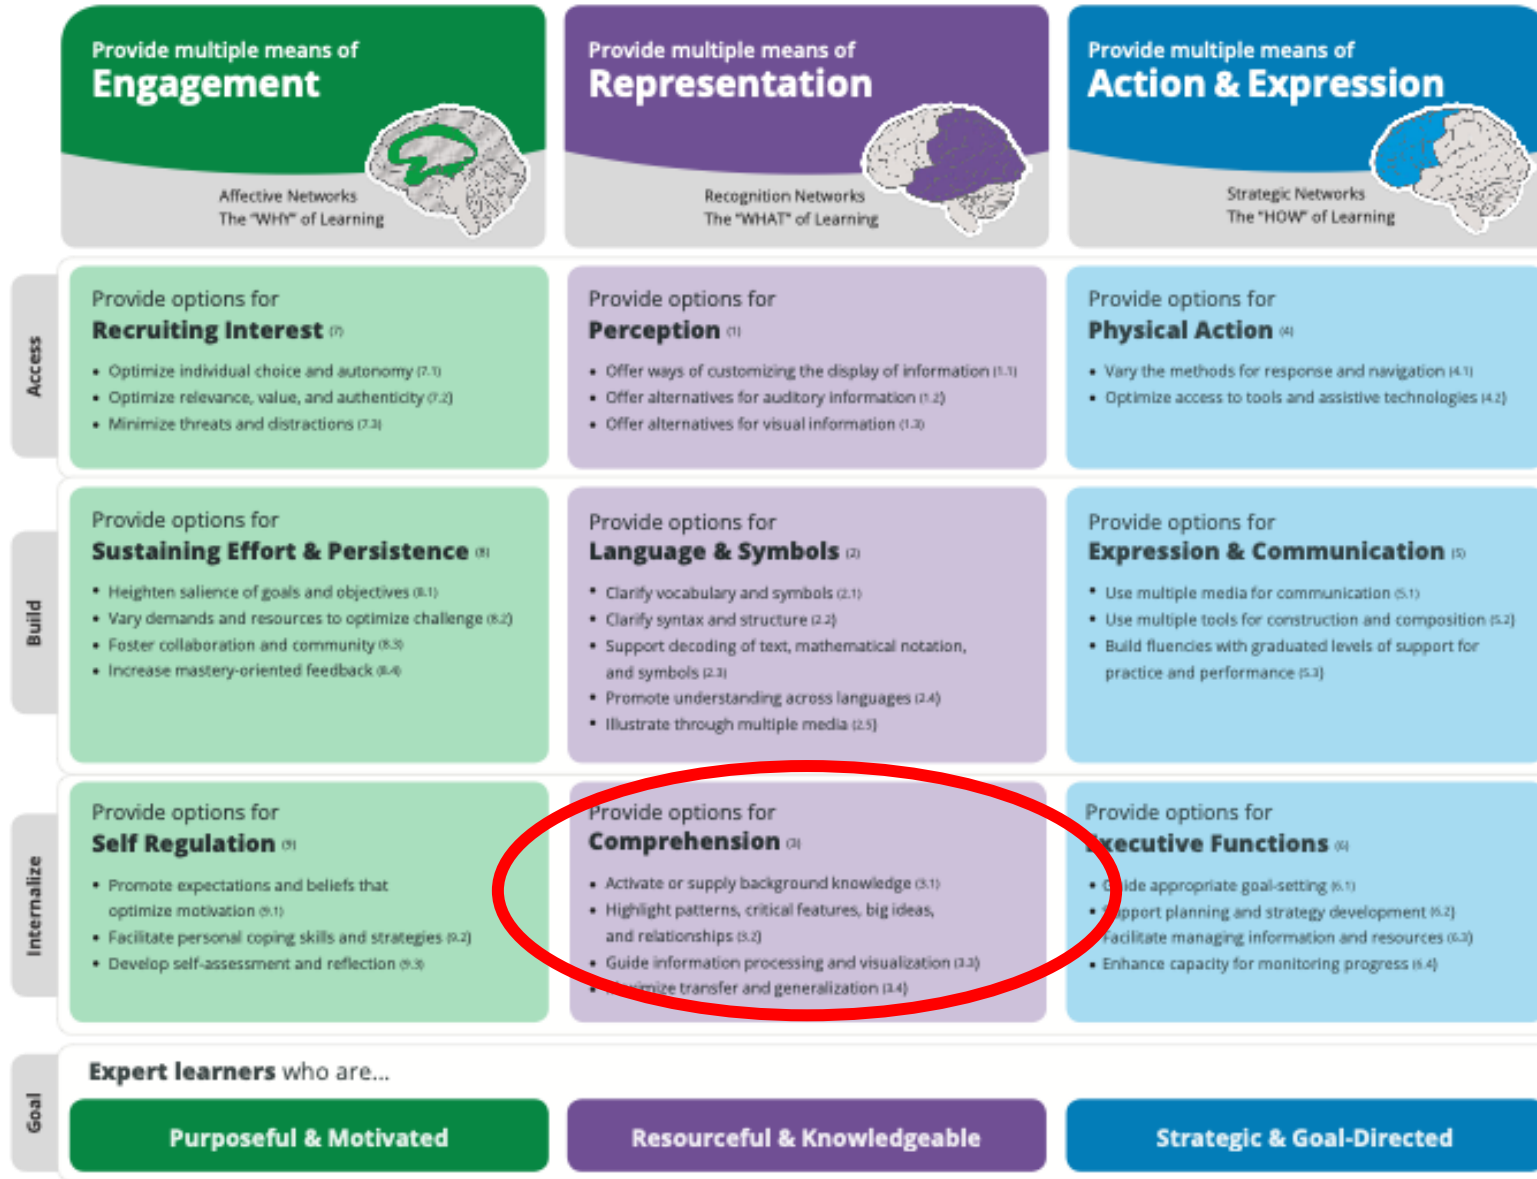 Provide multiple means of
Engagement
Affective Networks
The "WHY" of Learning
Provide multiple means of
Representation
Recognition Networks
The "WHAT" of Learning
Provide multiple means of
Action & Expression
Strategic Networks
The "HOW" of Learning
Access
Provide options for
Recruiting Interest (7)
• Optimize individual choice and autonomy (7.1)
• Optimize relevance, value, and authenticity (7.2)
• Minimize threats and distractions (7.3)
Provide options for
Perception (1)
• Offer ways of customizing the display of information (1.1)
• Offer alternatives for auditory information (1.2)
• Offer alternatives for visual information (1.3)
Provide options for
Physical Action (4)
• Vary the methods for response and navigation (4.1)
• Optimize access to tools and assistive technologies (4.2)
Build
Provide options for
Sustaining Effort & Persistence (8)
• Heighten salience of goals and objectives (8.1)
• Vary demands and resources to optimize challenge (8.2)
• Foster collaboration and community (8.3)
• Increase mastery-oriented feedback (8.4)
Provide options for
Language & Symbols (2)
• Clarify vocabulary and symbols (2.1)
• Clarify syntax and structure (2.2)
• Support decoding of text, mathematical notation,
and symbols (2.3)
• Promote understanding across languages (2.4)
• Illustrate through multiple media (2.5)
Provide options for
Expression & Communication (5)
• Use multiple media for communication (5.1)
• Use multiple tools for construction and composition (5.2)
• Build fluencies with graduated levels of support for
practice and performance (5.3)
Internalize
Provide options for
Self Regulation (9)
• Promote expectations and beliefs that
optimize motivation (9.1)
• Facilitate personal coping skills and strategies (9.2)
• Develop self-assessment and reflection (9.3)
Provide options for
Comprehension (3)
• Activate or supply background knowledge (3.1)
• Highlight patterns, critical features, big ideas,
and relationships (3.2)
• Guide information processing and visualization (3.3)
• Maximize transfer and generalization (3.4)
Provide options for
Executive Functions (6)
• Guide appropriate goal-setting (6.1)
• Support planning and strategy development (6.2)
Facilitate managing information and resources (6.3)
• Enhance capacity for monitoring progress (6.4)
Goal
Expert learners who are...
Purposeful & Motivated
Resourceful & Knowledgeable
Strategic & Goal-Directed